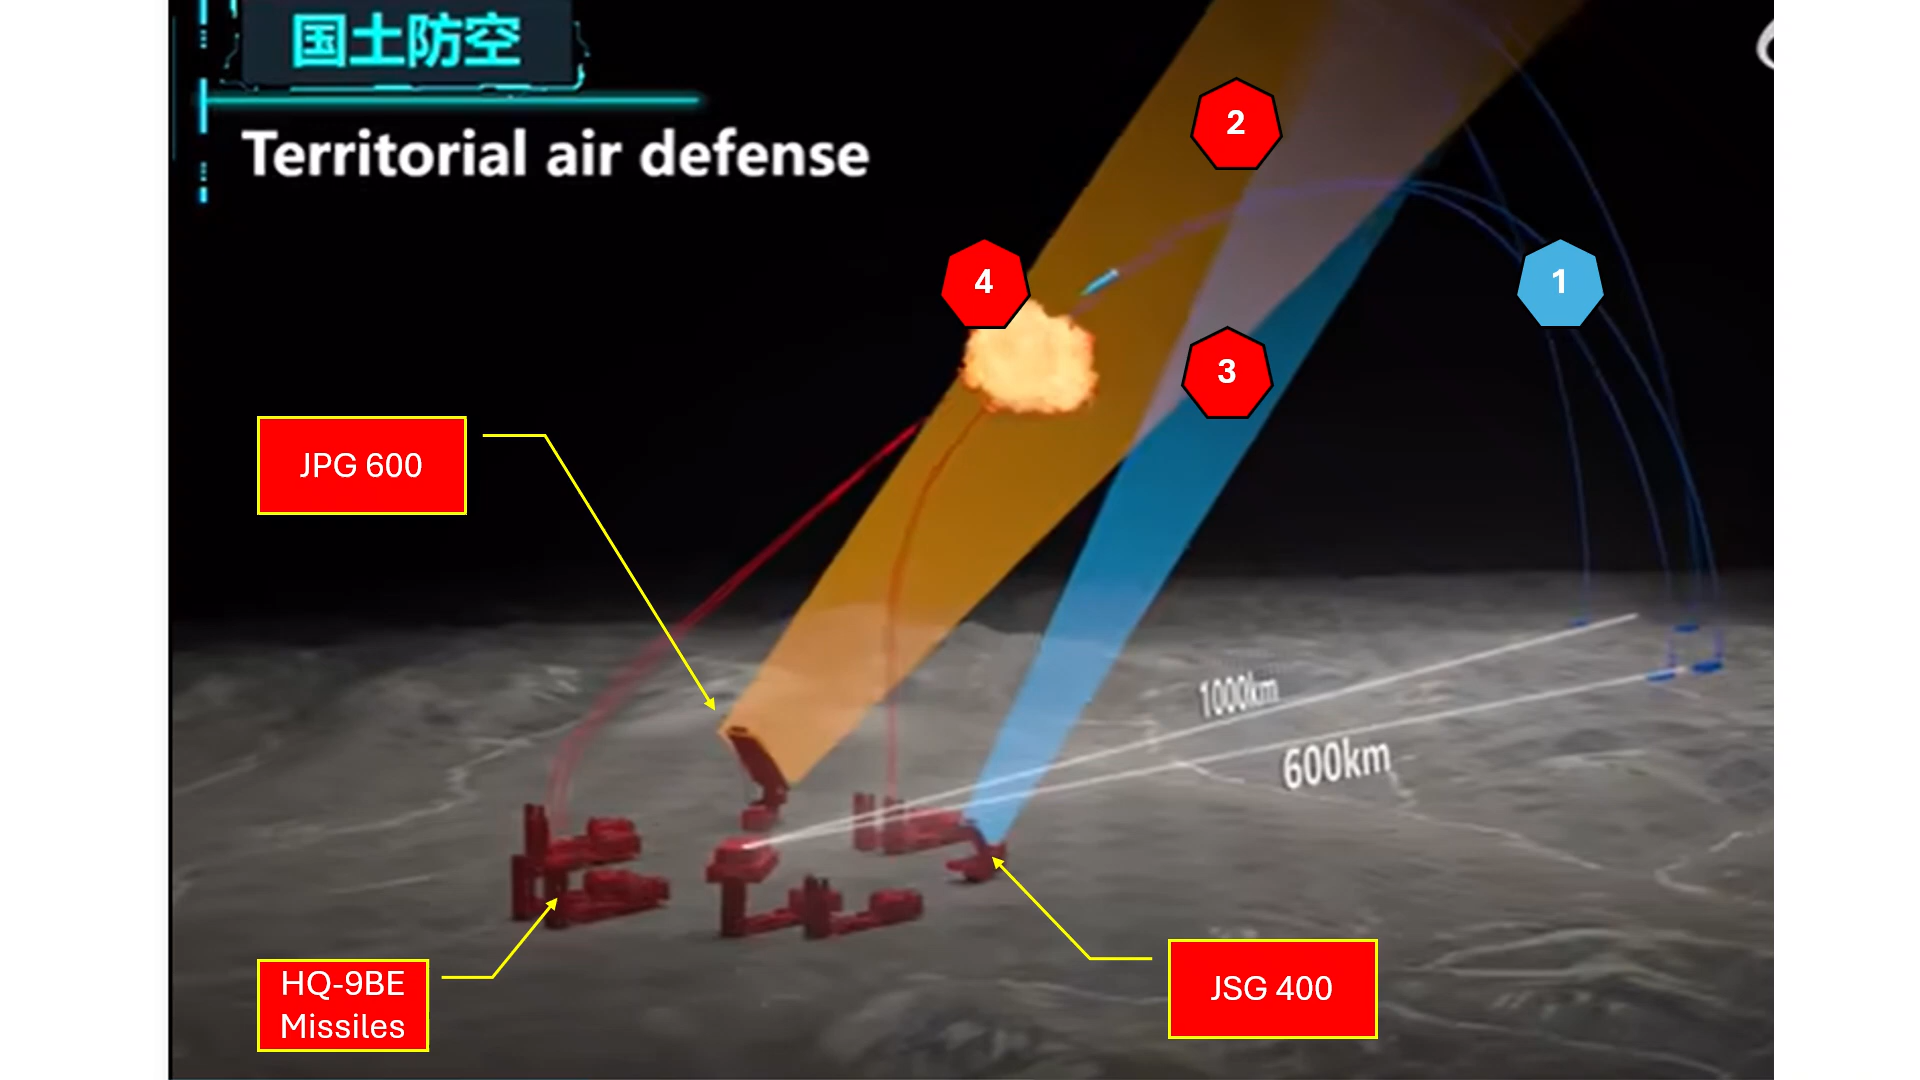 国土防空
Territorial air defense
2
4
1
3
JPG 600
1000km
600km
HQ-9BE
Missiles
JSG 400